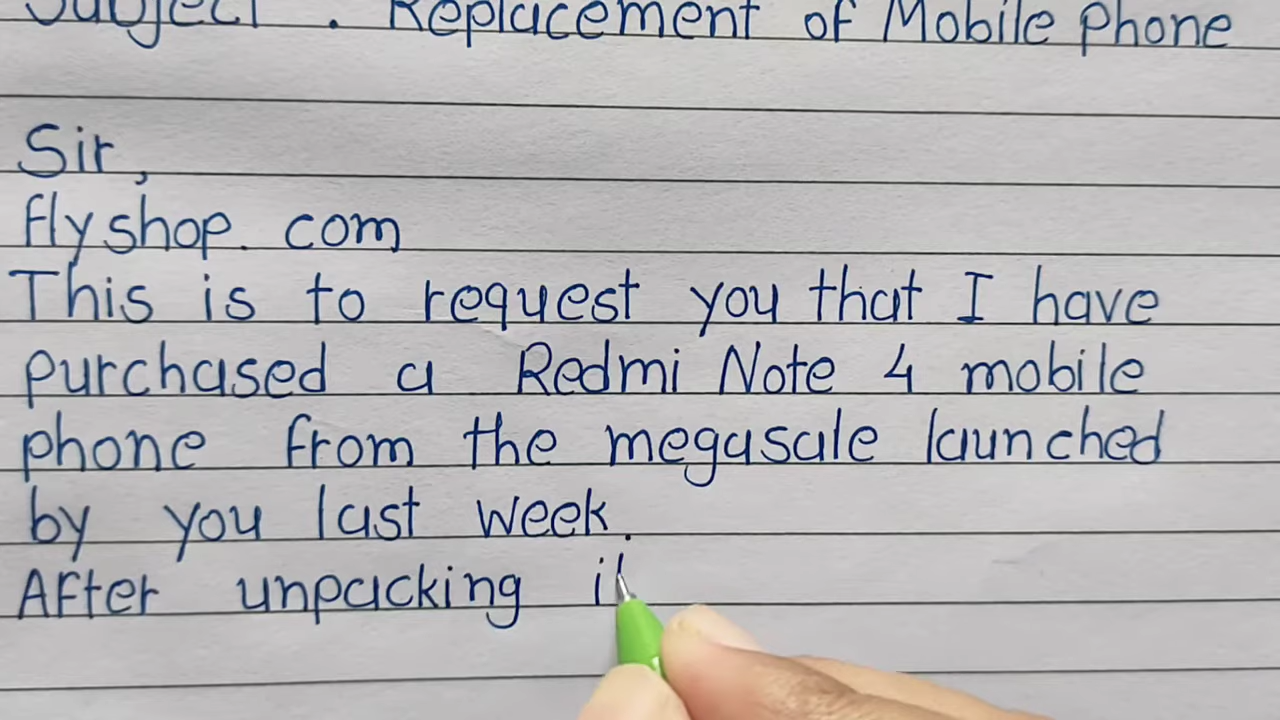 Subject : Replacement of Mobile Phone
Sir,
flyshop. com
This is to request you that I have
purchased a Redmi Note 4 mobile
phone from the megasale launched
by you last week.
After unpacking